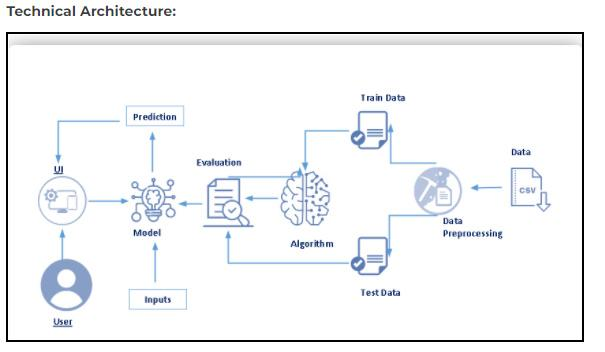 Technical Architecture:
Train Data
Prediction
Data
Evaluation
UI
CSV
Model
Data
Preprocessing
Algorithm
Inputs
Test Data
User